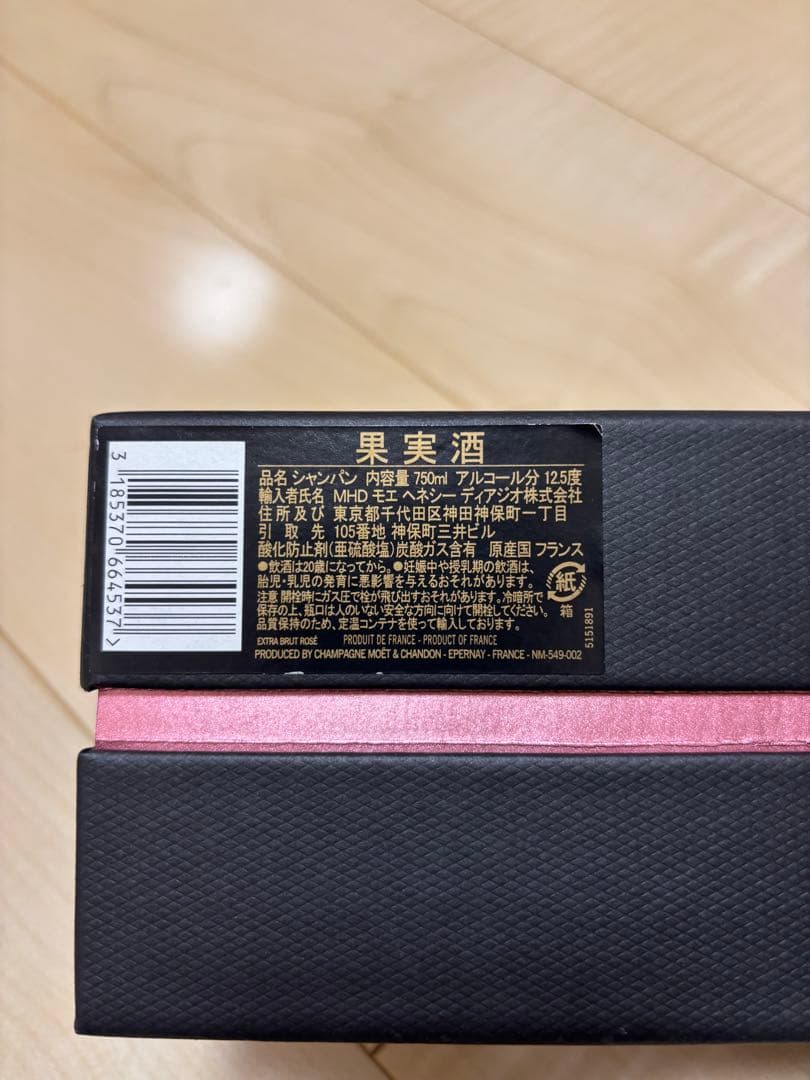 果実酒
品名 シャンパン 内容量 750ml アルコール分 12.5度
輸入者氏名 MHD モエ ヘネシー ディアジオ株式会社
住所及び 東京都千代田区神田神保町一丁目
引取先 105番地 神保町三井ビル
酸化防止剤(亜硫酸塩)炭酸ガス含有 原産国 フランス
●飲酒は20歳になってから。●妊娠中や授乳期の飲酒は、
胎児・乳児の発育に悪影響を与えるおそれがあります。
注意 開栓時にガス圧で栓が飛び出すおそれがあります。冷暗所で
保存の上、瓶口は人のいない安全な方向に向けて開栓してください。
品質保持のため、定温コンテナを使って輸入しております。
紙
箱
EXTRA BRUT ROSÉ PRODUIT DE FRANCE - PRODUCT OF FRANCE
PRODUCED BY CHAMPAGNE MOËT & CHANDON - EPERNAY - FRANCE - NM-549-002
5151891
3 185370 664537 >